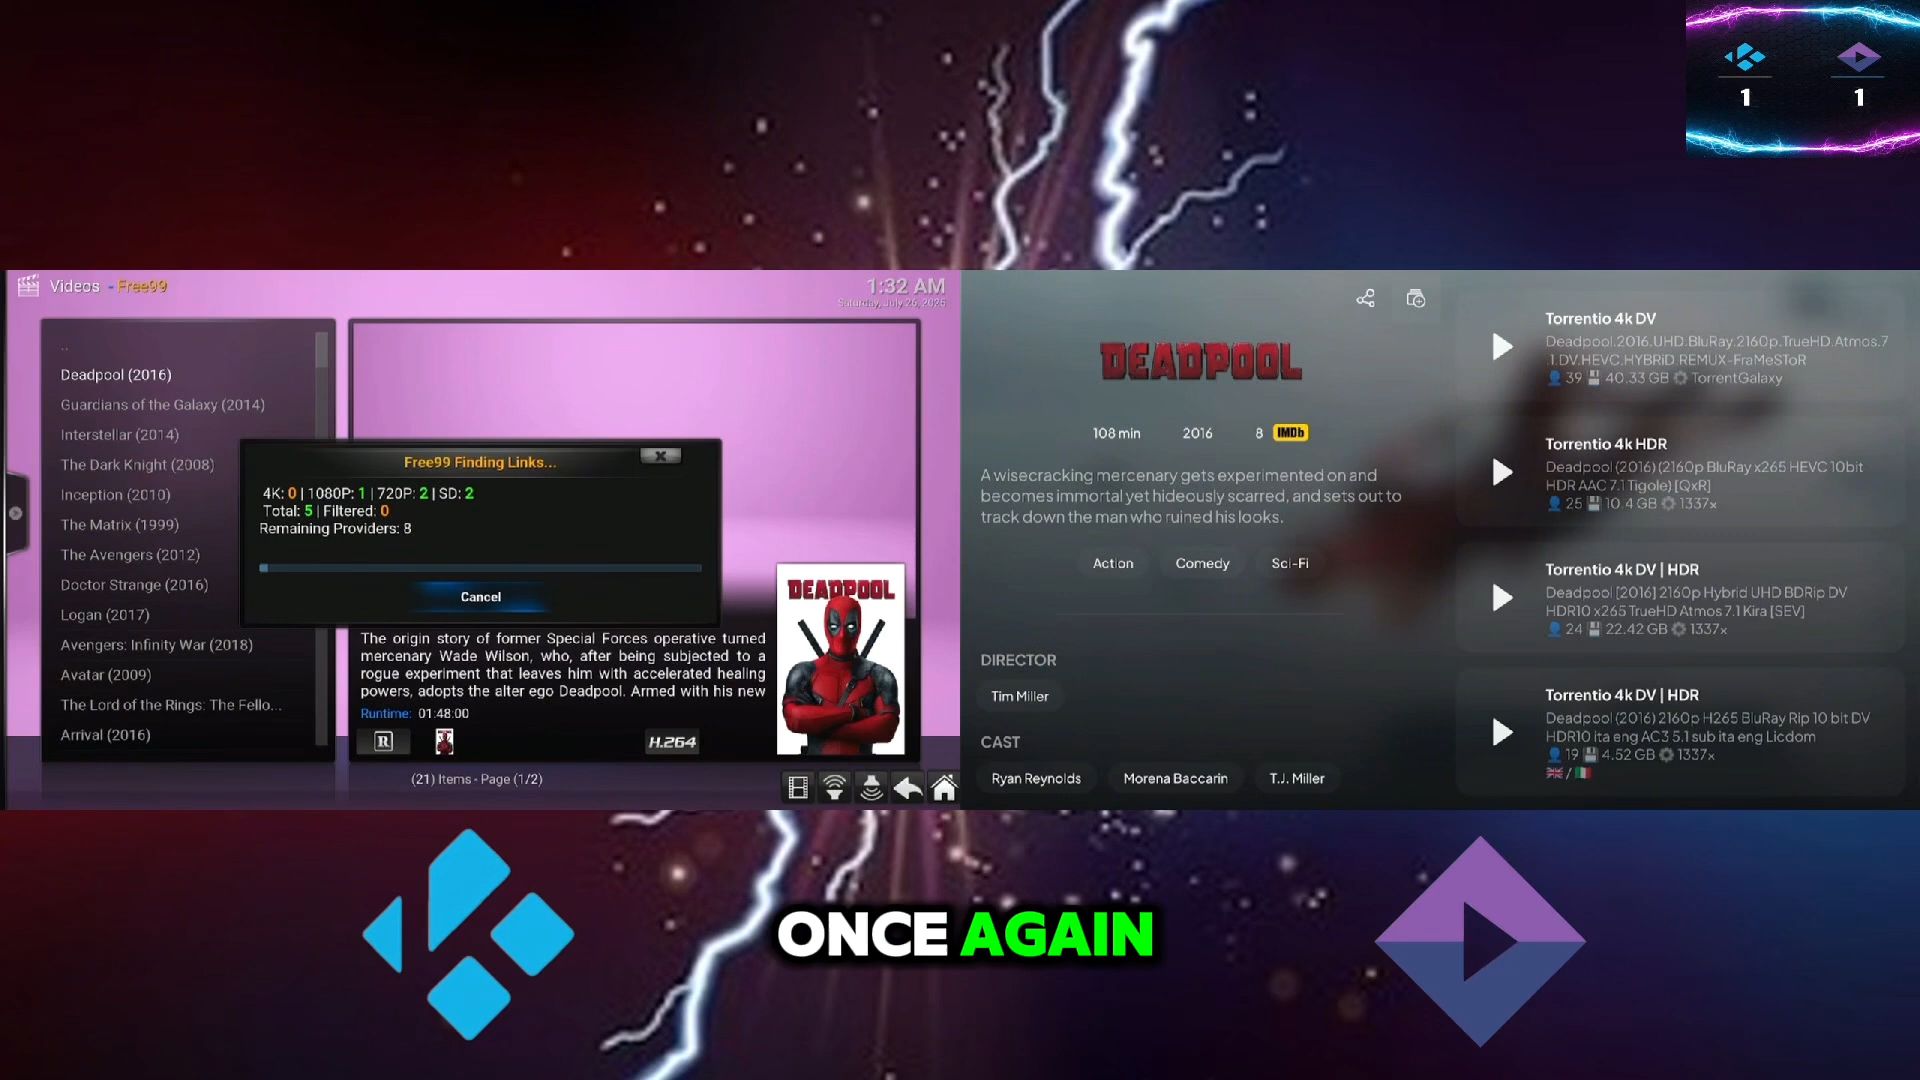 1
1
Videos - Free99
1:32 AM
Saturday, July 26, 2025
..
Deadpool (2016)
Guardians of the Galaxy (2014)
Interstellar (2014)
The Dark Knight (2008)
Inception (2010)
The Matrix (1999)
The Avengers (2012)
Doctor Strange (2016)
Logan (2017)
Avengers: Infinity War (2018)
Avatar (2009)
The Lord of the Rings: The Fello...
Arrival (2016)
Free99 Finding Links...
4K: 0 | 1080P: 1 | 720P: 2 | SD: 2
Total: 5 | Filtered: 0
Remaining Providers: 8
Cancel
The origin story of former Special Forces operative turned
mercenary Wade Wilson, who, after being subjected to a
rogue experiment that leaves him with accelerated healing
powers, adopts the alter ego Deadpool. Armed with his new
Runtime: 01:48:00
R
H.264
DEADPOOL
(21) Items - Page (1/2)
DEADPOOL
108 min 2016 8 IMDb
A wisecracking mercenary gets experimented on and
becomes immortal yet hideously scarred, and sets out to
track down the man who ruined his looks.
Action Comedy Sci-Fi
DIRECTOR
Tim Miller
CAST
Ryan Reynolds Morena Baccarin T.J. Miller
Torrentio 4k DV
Deadpool.2016.UHD.BluRay.2160p.TrueHD.Atmos.7
.1.DV.HEVC.HYBRiD.REMUX-FraMeSToR
39 40.33 GB TorrentGalaxy
Torrentio 4k HDR
Deadpool (2016) (2160p BluRay x265 HEVC 10bit
HDR AAC 7.1 Tigole) [QxR]
25 10.4 GB 1337x
Torrentio 4k DV | HDR
Deadpool [2016] 2160p Hybrid UHD BDRip DV
HDR10 x265 TrueHD Atmos 7.1 Kira [SEV]
24 22.42 GB 1337x
Torrentio 4k DV | HDR
Deadpool (2016) 2160p H265 BluRay Rip 10 bit DV
HDR10 ita eng AC3 5.1 sub ita eng Licdom
19 4.52 GB 1337x
/
ONCE AGAIN